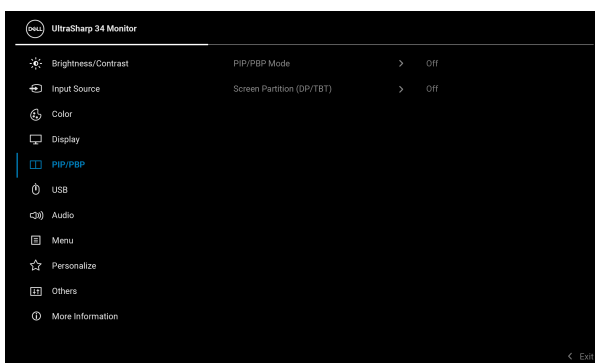 DELL UltraSharp 34 Monitor
Brightness/Contrast PIP/PBP Mode Off
Input Source Screen Partition (DP/TBT) Off
Color
Display
PIP/PBP
USB
Audio
Menu
Personalize
Others
More Information
Exit